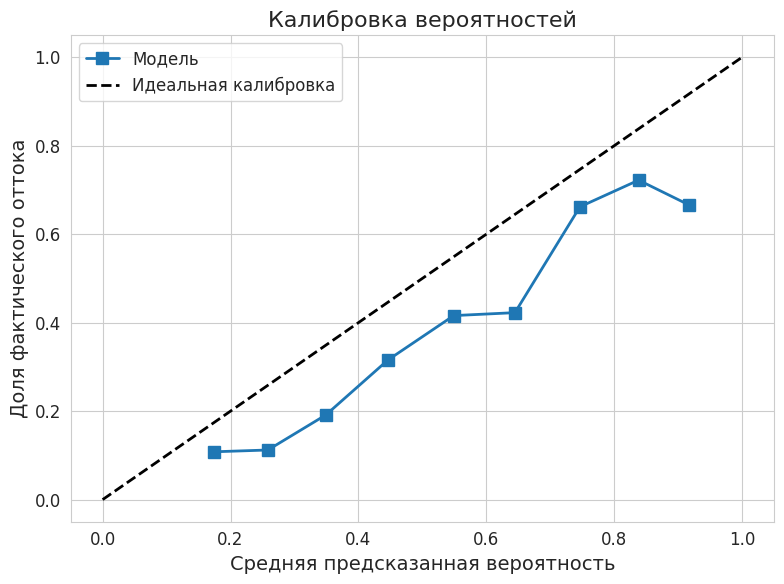 Калибровка вероятностей
Модель
Идеальная калибровка
Доля фактического оттока
1.0
0.8
0.6
0.4
0.2
0.0
0.0 0.2 0.4 0.6 0.8 1.0
Средняя предсказанная вероятность